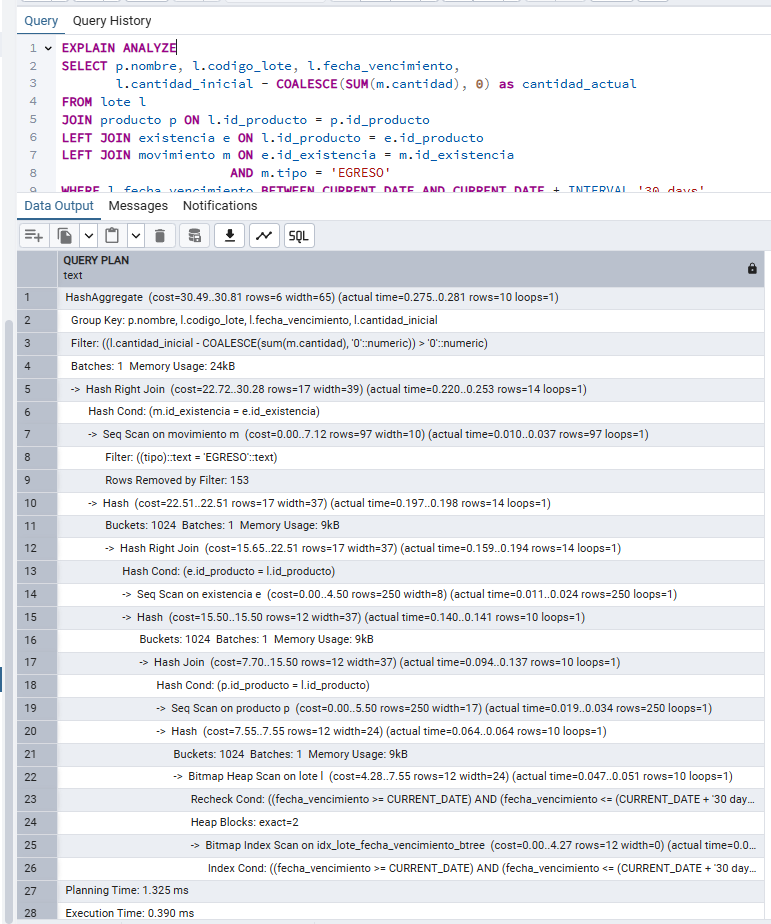 Query Query History
1 EXPLAIN ANALYZE
2 SELECT p.nombre, l.codigo_lote, l.fecha_vencimiento,
3 l.cantidad_inicial - COALESCE(SUM(m.cantidad), 0) as cantidad_actual
4 FROM lote l
5 JOIN producto p ON l.id_producto = p.id_producto
6 LEFT JOIN existencia e ON l.id_producto = e.id_producto
7 LEFT JOIN movimiento m ON e.id_existencia = m.id_existencia
8 AND m.tipo = 'EGRESO'
9 WHERE l.fecha_vencimiento BETWEEN CURRENT_DATE AND CURRENT_DATE + INTERVAL '30 days'
Data Output Messages Notifications
SQL
QUERY PLAN
text
1 HashAggregate (cost=30.49..30.81 rows=6 width=65) (actual time=0.275..0.281 rows=10 loops=1)
2 Group Key: p.nombre, l.codigo_lote, l.fecha_vencimiento, l.cantidad_inicial
3 Filter: ((l.cantidad_inicial - COALESCE(sum(m.cantidad), '0'::numeric)) > '0'::numeric)
4 Batches: 1 Memory Usage: 24kB
5 -> Hash Right Join (cost=22.72..30.28 rows=17 width=39) (actual time=0.220..0.253 rows=14 loops=1)
6 Hash Cond: (m.id_existencia = e.id_existencia)
7 -> Seq Scan on movimiento m (cost=0.00..7.12 rows=97 width=10) (actual time=0.010..0.037 rows=97 loops=1)
8 Filter: ((tipo)::text = 'EGRESO'::text)
9 Rows Removed by Filter: 153
10 -> Hash (cost=22.51..22.51 rows=17 width=37) (actual time=0.197..0.198 rows=14 loops=1)
11 Buckets: 1024 Batches: 1 Memory Usage: 9kB
12 -> Hash Right Join (cost=15.65..22.51 rows=17 width=37) (actual time=0.159..0.194 rows=14 loops=1)
13 Hash Cond: (e.id_producto = l.id_producto)
14 -> Seq Scan on existencia e (cost=0.00..4.50 rows=250 width=8) (actual time=0.011..0.024 rows=250 loops=1)
15 -> Hash (cost=15.50..15.50 rows=12 width=37) (actual time=0.140..0.141 rows=10 loops=1)
16 Buckets: 1024 Batches: 1 Memory Usage: 9kB
17 -> Hash Join (cost=7.70..15.50 rows=12 width=37) (actual time=0.094..0.137 rows=10 loops=1)
18 Hash Cond: (p.id_producto = l.id_producto)
19 -> Seq Scan on producto p (cost=0.00..5.50 rows=250 width=17) (actual time=0.019..0.034 rows=250 loops=1)
20 -> Hash (cost=7.55..7.55 rows=12 width=24) (actual time=0.064..0.064 rows=10 loops=1)
21 Buckets: 1024 Batches: 1 Memory Usage: 9kB
22 -> Bitmap Heap Scan on lote l (cost=4.28..7.55 rows=12 width=24) (actual time=0.047..0.051 rows=10 loops=1)
23 Recheck Cond: ((fecha_vencimiento >= CURRENT_DATE) AND (fecha_vencimiento <= (CURRENT_DATE + '30 day...
24 Heap Blocks: exact=2
25 -> Bitmap Index Scan on idx_lote_fecha_vencimiento_btree (cost=0.00..4.27 rows=12 width=0) (actual time=0.0...
26 Index Cond: ((fecha_vencimiento >= CURRENT_DATE) AND (fecha_vencimiento <= (CURRENT_DATE + '30 day...
27 Planning Time: 1.325 ms
28 Execution Time: 0.390 ms